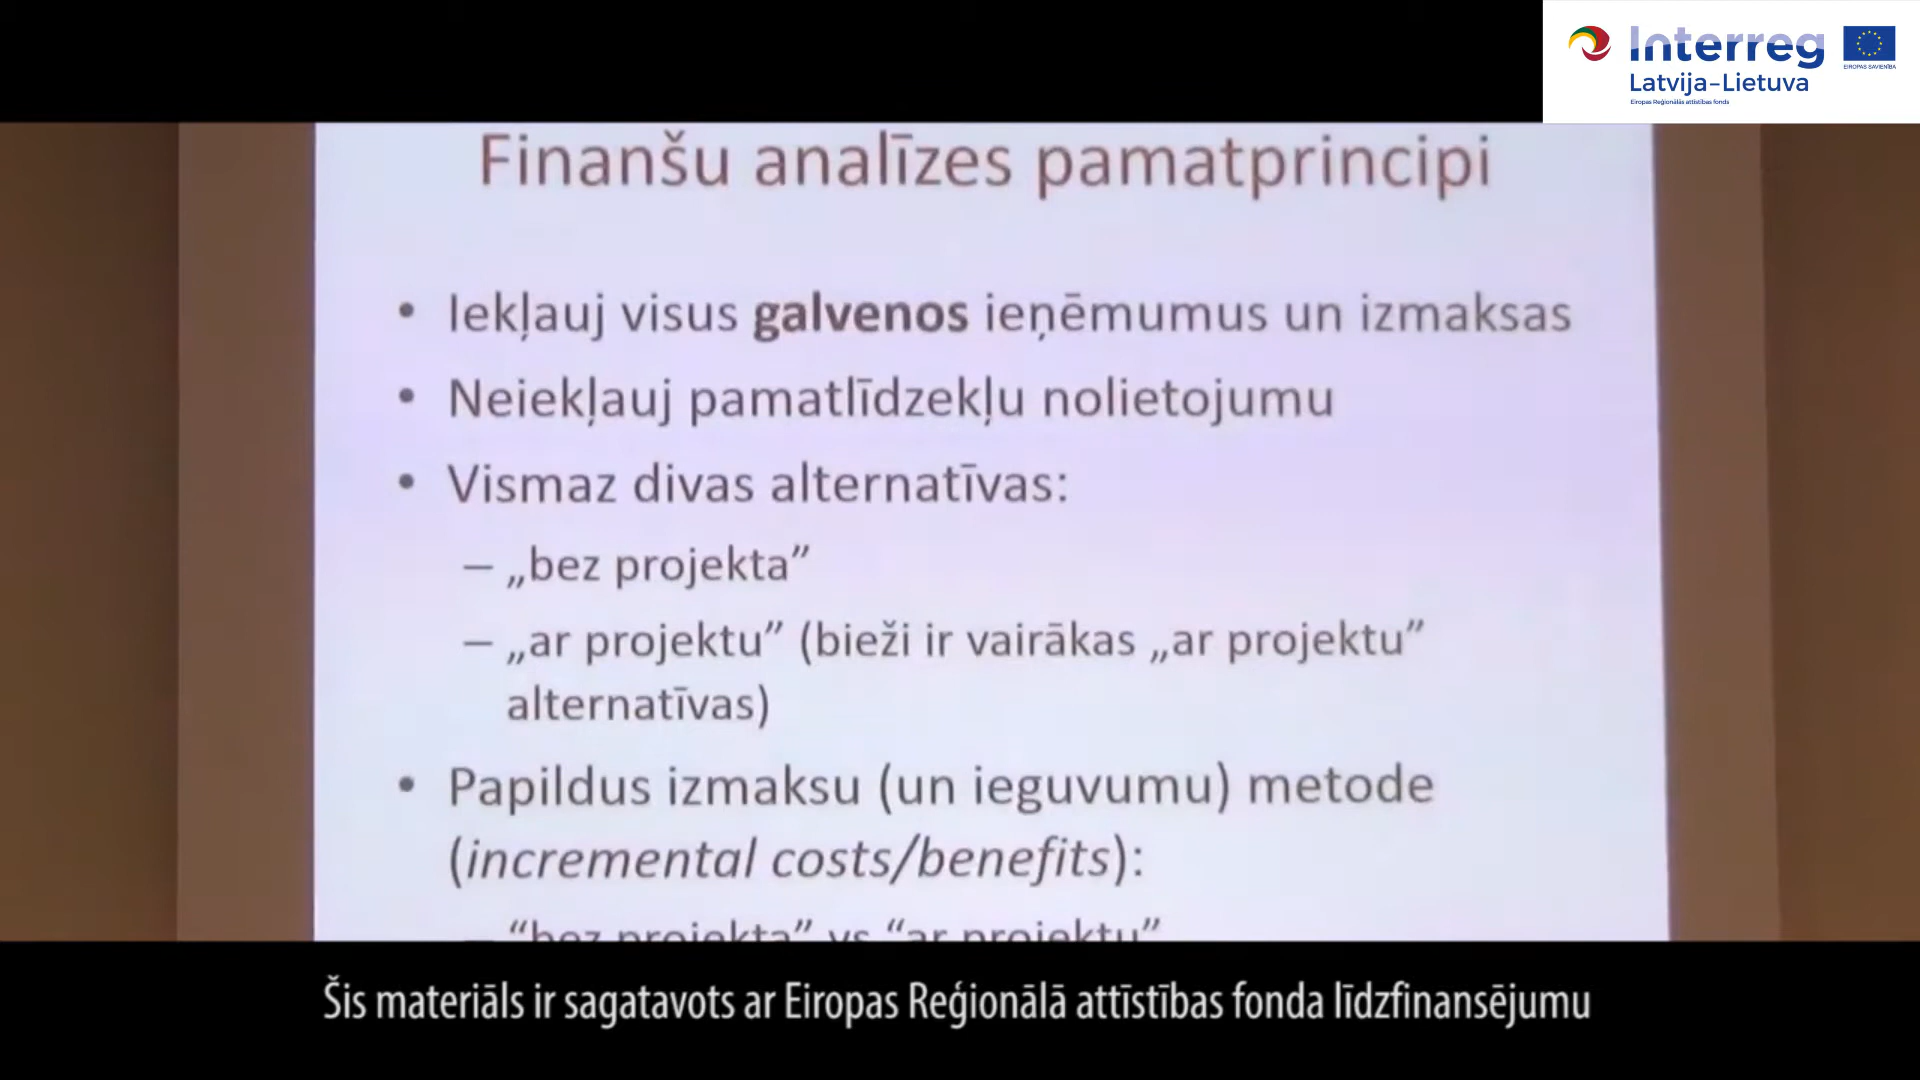 Interreg
Latvija–Lietuva
Eiropas Reģionālās attīstības fonds
EIROPAS SAVIENĪBA
Finanšu analīzes pamatprincipi
• Iekļauj visus galvenos ieņēmumus un izmaksas
• Neiekļauj pamatlīdzekļu nolietojumu
• Vismaz divas alternatīvas:
– „bez projekta”
– „ar projektu” (bieži ir vairākas „ar projektu”
alternatīvas)
• Papildus izmaksu (un ieguvumu) metode
(incremental costs/benefits):
– “bez projekta” vs “ar projektu”
Šis materiāls ir sagatavots ar Eiropas Reģionālā attīstības fonda līdzfinansējumu